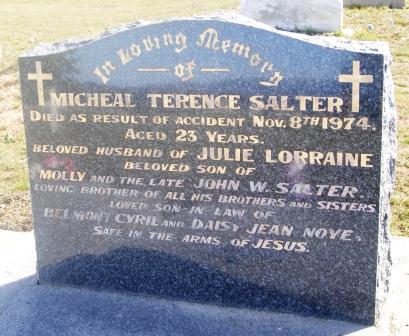 In Loving Memory
of
MICHEAL TERENCE SALTER
DIED AS RESULT OF ACCIDENT NOV. 8TH 1974.
AGED 23 YEARS.
BELOVED HUSBAND OF JULIE LORRAINE
BELOVED SON OF
MOLLY AND THE LATE JOHN W. SALTER.
LOVING BROTHER OF ALL HIS BROTHERS AND SISTERS
LOVED SON-IN-LAW OF
BELMONT CYRIL AND DAISY JEAN NOYE.
SAFE IN THE ARMS OF JESUS.